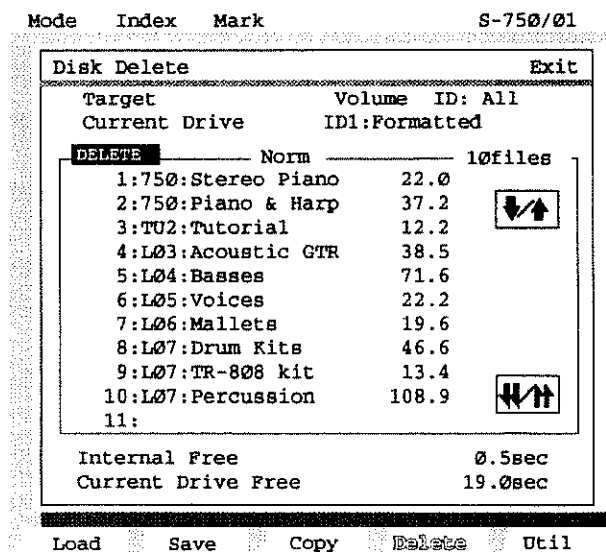 Mode Index Mark S-750/01
Disk Delete Exit
Target Volume ID: All
Current Drive ID1:Formatted
DELETE Norm 10files
1:750:Stereo Piano 22.0
2:750:Piano & Harp 37.2
3:TU2:Tutorial 12.2
4:L03:Acoustic GTR 38.5
5:L04:Basses 71.6
6:L05:Voices 22.2
7:L06:Mallets 19.6
8:L07:Drum Kits 46.6
9:L07:TR-808 kit 13.4
10:L07:Percussion 108.9
11:
Internal Free 0.5sec
Current Drive Free 19.0sec
Load Save Copy Delete Util